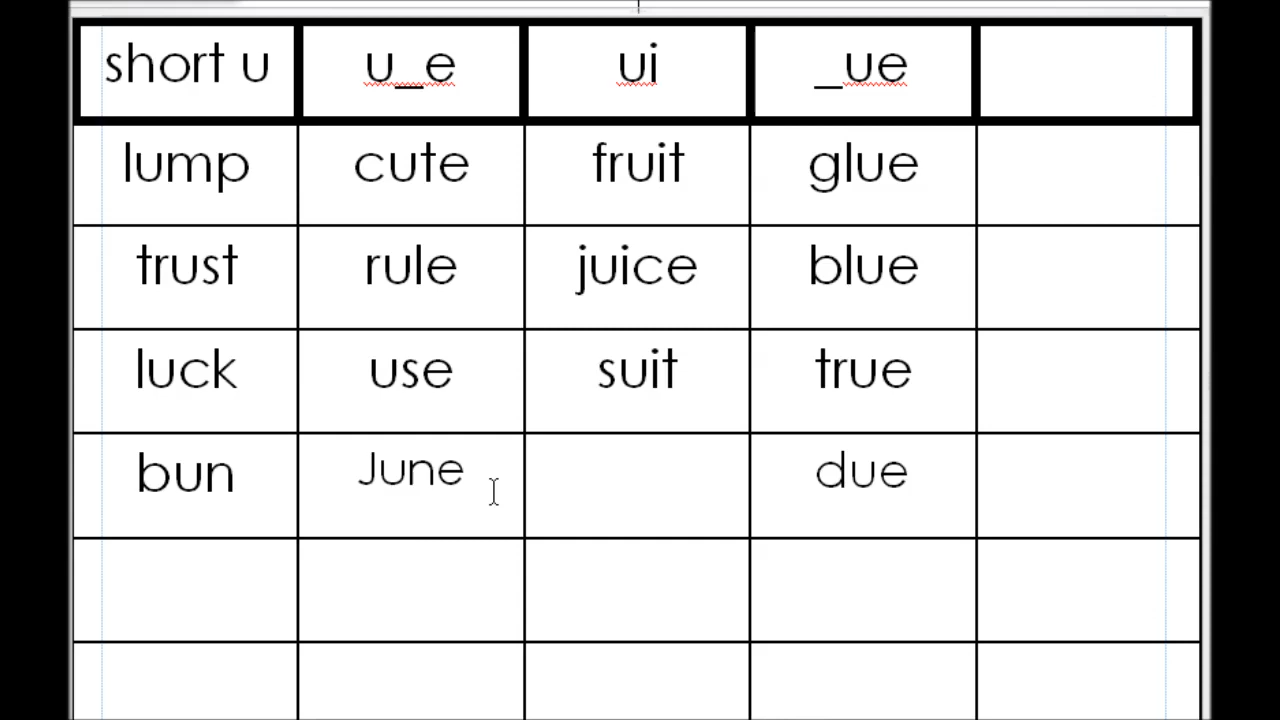 short u u_e ui _ue
lump cute fruit glue
trust rule juice blue
luck use suit true
bun June due